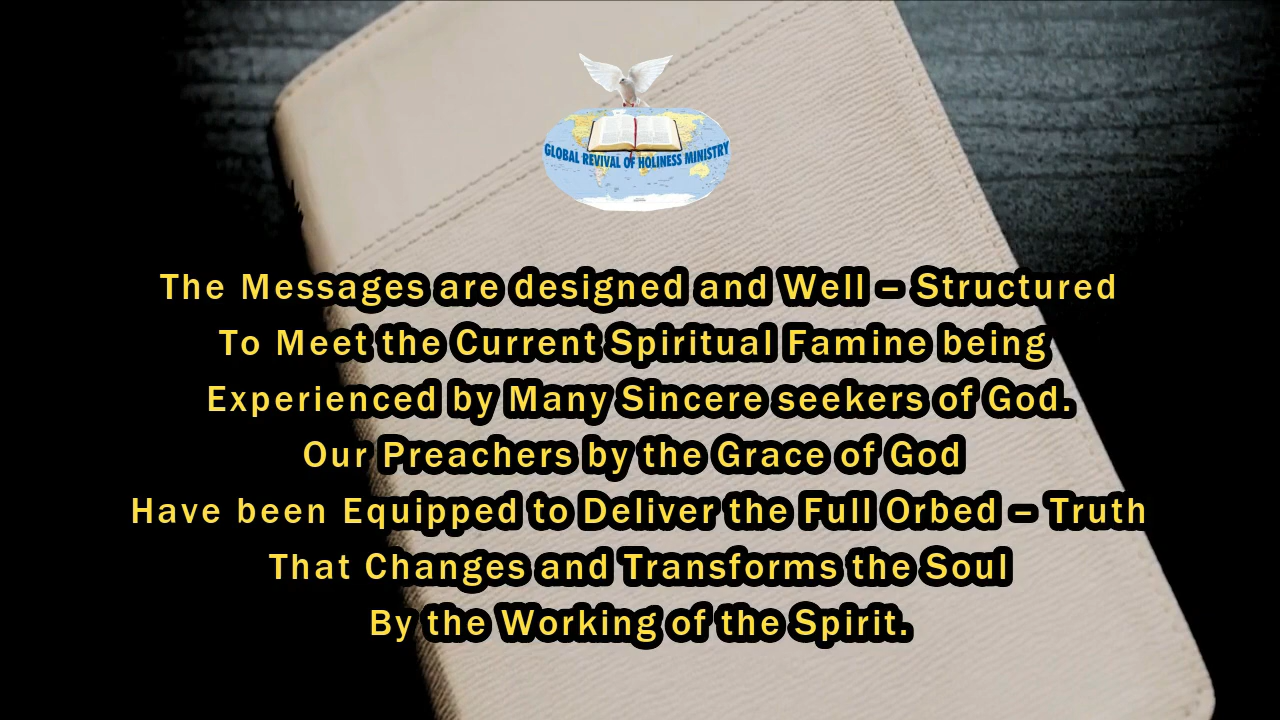 GLOBAL REVIVAL OF HOLINESS MINISTRY
The Messages are designed and Well – Structured
To Meet the Current Spiritual Famine being
Experienced by Many Sincere seekers of God.
Our Preachers by the Grace of God
Have been Equipped to Deliver the Full Orbed – Truth
That Changes and Transforms the Soul
By the Working of the Spirit.